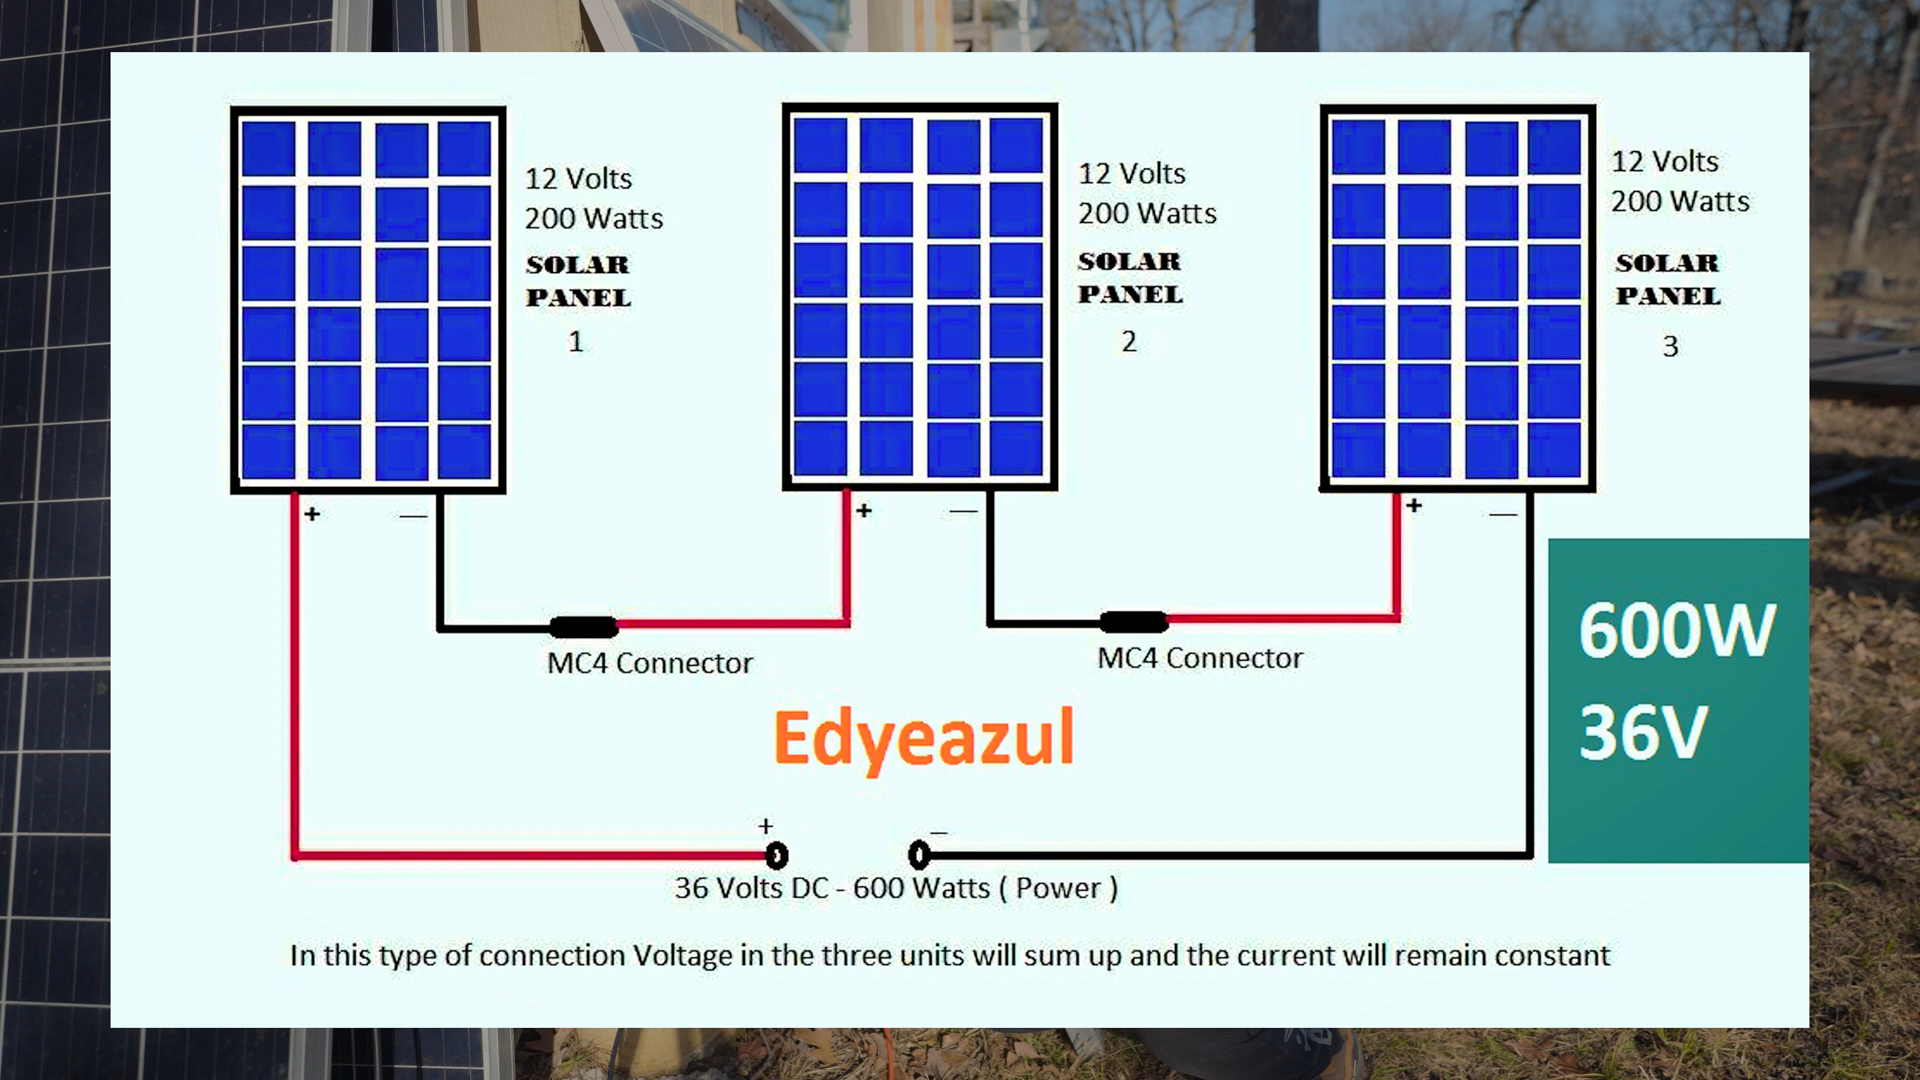 12 Volts
200 Watts
SOLAR
PANEL
1
12 Volts
200 Watts
SOLAR
PANEL
2
12 Volts
200 Watts
SOLAR
PANEL
3
+ —
+ —
+ —
MC4 Connector
MC4 Connector
600W
36V
Edyeazul
+ —
36 Volts DC - 600 Watts ( Power )
In this type of connection Voltage in the three units will sum up and the current will remain constant